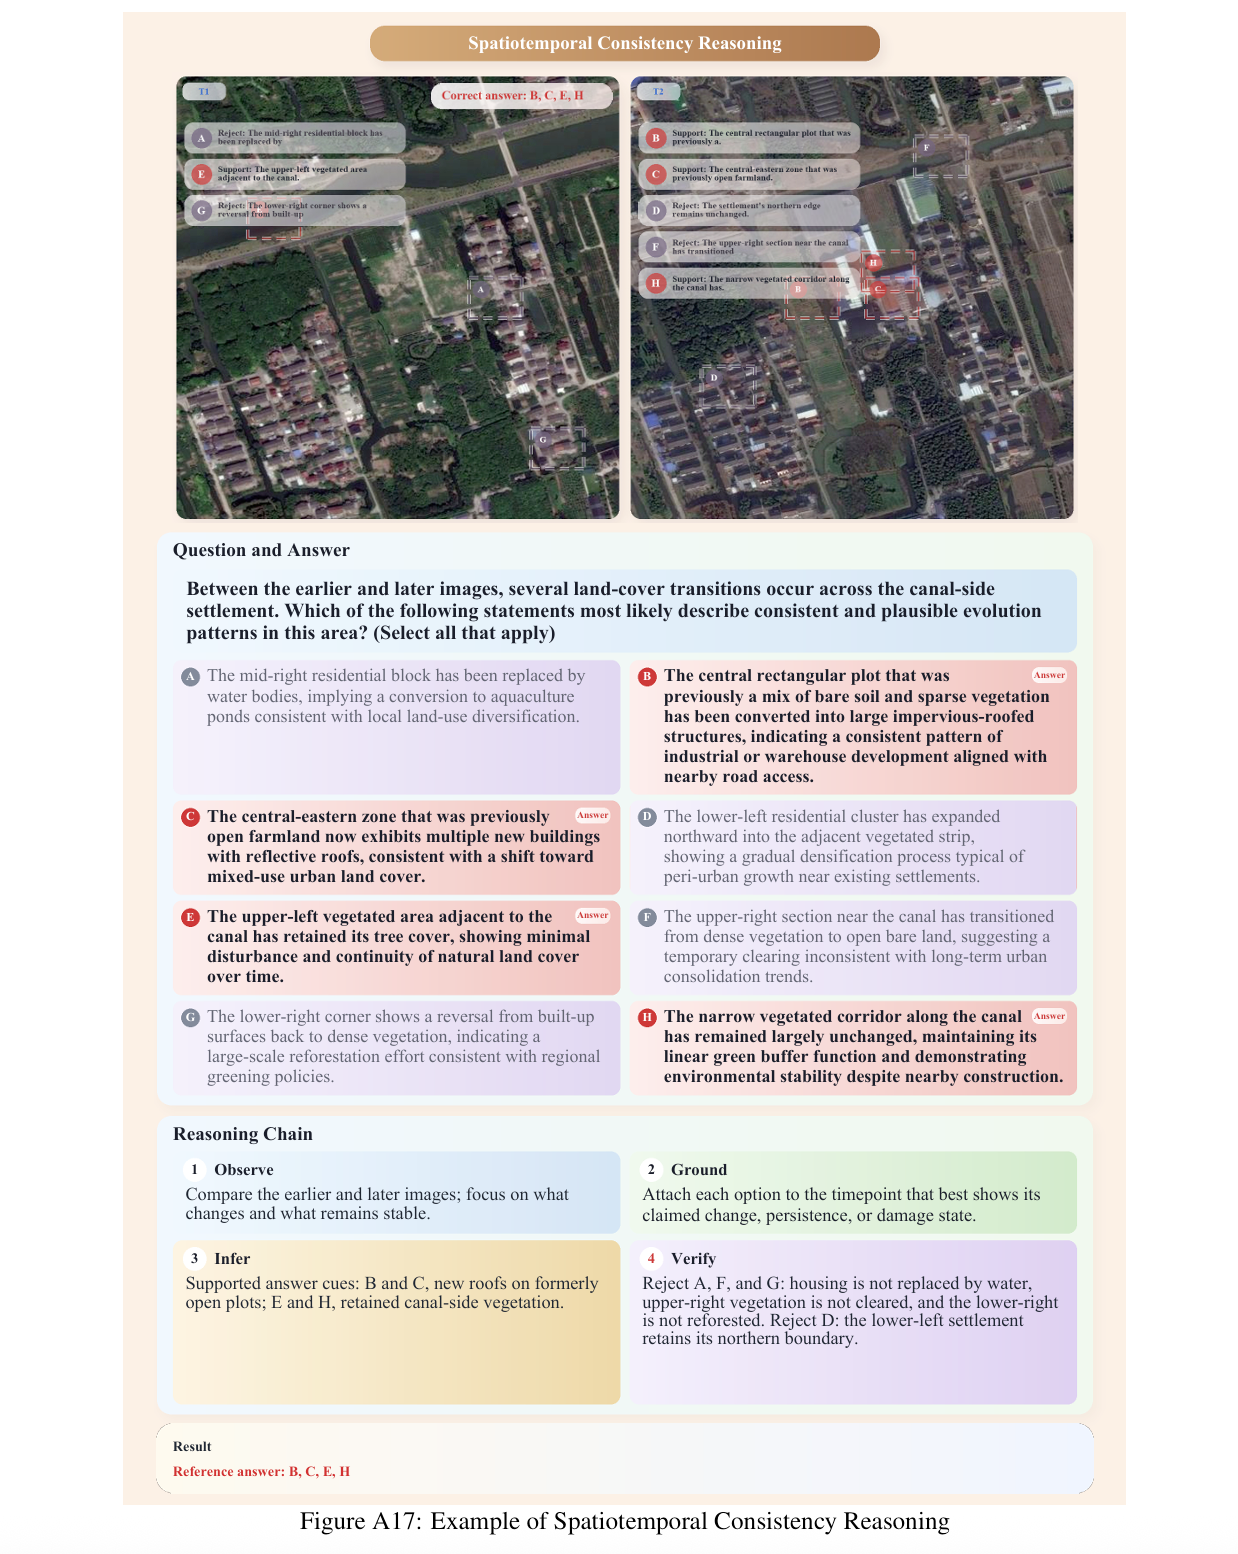 Spatiotemporal Consistency Reasoning
T1
Correct answer: B, C, E, H
A
Reject: The mid-right residential block has
been replaced by
E
Support: The upper-left vegetated area
adjacent to the canal.
G
Reject: The lower-right corner shows a
reversal from built-up
A
G
T2
B
Support: The central rectangular plot that was
previously a.
C
Support: The central-eastern zone that was
previously open farmland.
D
Reject: The settlement's northern edge
remains unchanged.
F
Reject: The upper-right section near the canal
has transitioned
H
Support: The narrow vegetated corridor along
the canal has.
F
H
B
C
D
Question and Answer
Between the earlier and later images, several land-cover transitions occur across the canal-side
settlement. Which of the following statements most likely describe consistent and plausible evolution
patterns in this area? (Select all that apply)
A
The mid-right residential block has been replaced by
water bodies, implying a conversion to aquaculture
ponds consistent with local land-use diversification.
B
The central rectangular plot that was
Answer
previously a mix of bare soil and sparse vegetation
has been converted into large impervious-roofed
structures, indicating a consistent pattern of
industrial or warehouse development aligned with
nearby road access.
C
The central-eastern zone that was previously
Answer
open farmland now exhibits multiple new buildings
with reflective roofs, consistent with a shift toward
mixed-use urban land cover.
D
The lower-left residential cluster has expanded
northward into the adjacent vegetated strip,
showing a gradual densification process typical of
peri-urban growth near existing settlements.
E
The upper-left vegetated area adjacent to the
Answer
canal has retained its tree cover, showing minimal
disturbance and continuity of natural land cover
over time.
F
The upper-right section near the canal has transitioned
from dense vegetation to open bare land, suggesting a
temporary clearing inconsistent with long-term urban
consolidation trends.
G
The lower-right corner shows a reversal from built-up
surfaces back to dense vegetation, indicating a
large-scale reforestation effort consistent with regional
greening policies.
H
The narrow vegetated corridor along the canal
Answer
has remained largely unchanged, maintaining its
linear green buffer function and demonstrating
environmental stability despite nearby construction.
Reasoning Chain
1 Observe
Compare the earlier and later images; focus on what
changes and what remains stable.
2 Ground
Attach each option to the timepoint that best shows its
claimed change, persistence, or damage state.
3 Infer
Supported answer cues: B and C, new roofs on formerly
open plots; E and H, retained canal-side vegetation.
4 Verify
Reject A, F, and G: housing is not replaced by water,
upper-right vegetation is not cleared, and the lower-right
is not reforested. Reject D: the lower-left settlement
retains its northern boundary.
Result
Reference answer: B, C, E, H
Figure A17: Example of Spatiotemporal Consistency Reasoning